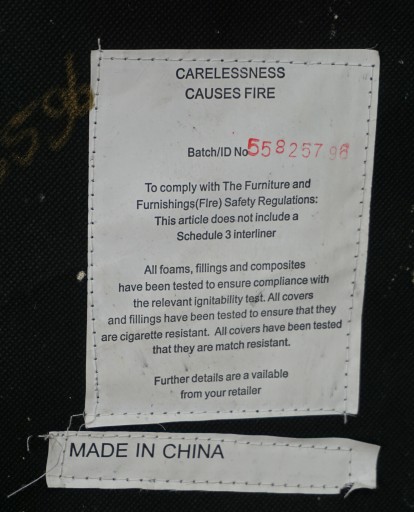 CARELESSNESS
CAUSES FIRE
Batch/ID No 55825796
To comply with The Furniture and
Furnishings(FIre) Safety Regulations:
This article does not include a
Schedule 3 interliner
All foams, fillings and composites
have been tested to ensure compliance with
the relevant ignitability test. All covers
and fillings have been tested to ensure that they
are cigarette resistant. All covers have been tested
that they are match resistant.
Further details are a vailable
from your retailer
MADE IN CHINA